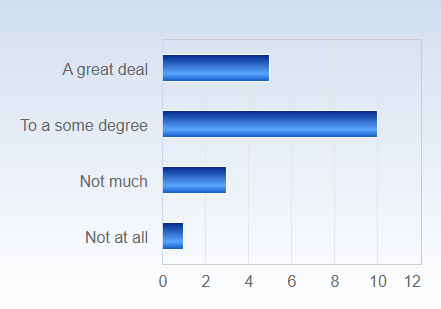 A great deal
To a some degree
Not much
Not at all
0 2 4 6 8 10 12